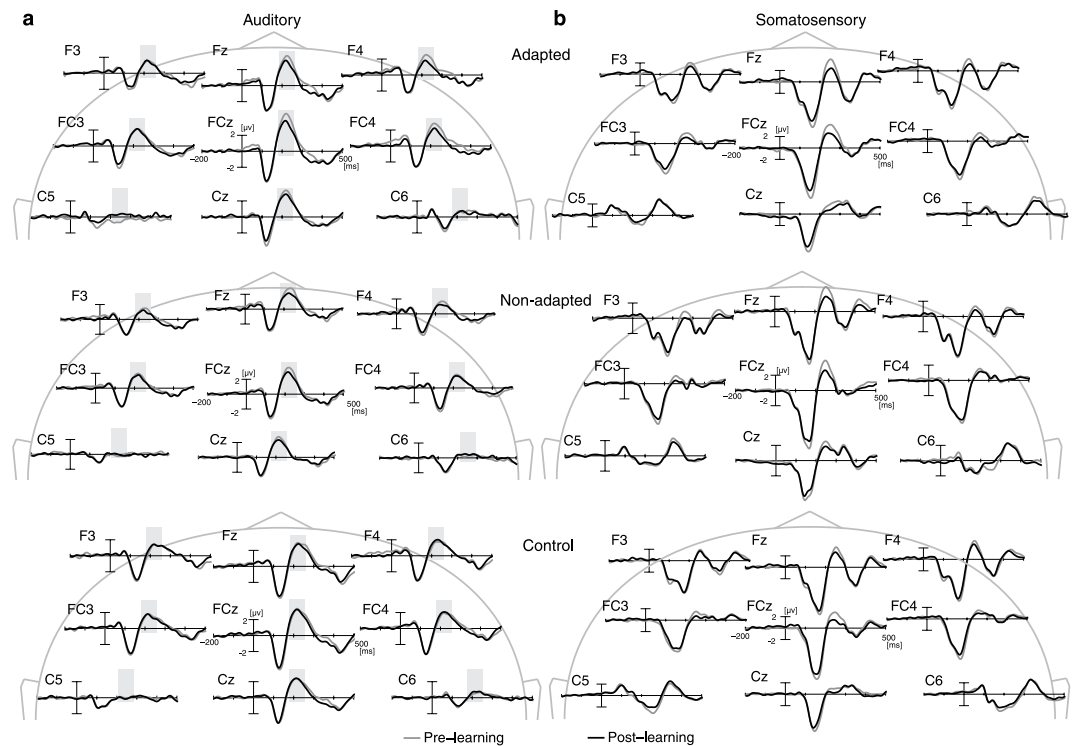 a Auditory
b Somatosensory
Adapted
F3 Fz F4
FC3 FCz FC4
[μv]
2
-2
-200
500
[ms]
C5 Cz C6
F3 Fz F4
FC3 FCz FC4
[μv]
2
-2
-200
500
[ms]
C5 Cz C6
Non-adapted
F3 Fz F4
FC3 FCz FC4
[μv]
2
-2
-200
500
[ms]
C5 Cz C6
F3 Fz F4
FC3 FCz FC4
[μv]
2
-2
-200
500
[ms]
C5 Cz C6
Control
F3 Fz F4
FC3 FCz FC4
[μv]
2
-2
-200
500
[ms]
C5 Cz C6
F3 Fz F4
FC3 FCz FC4
[μv]
2
-2
-200
500
[ms]
C5 Cz C6
Pre–learning Post–learning